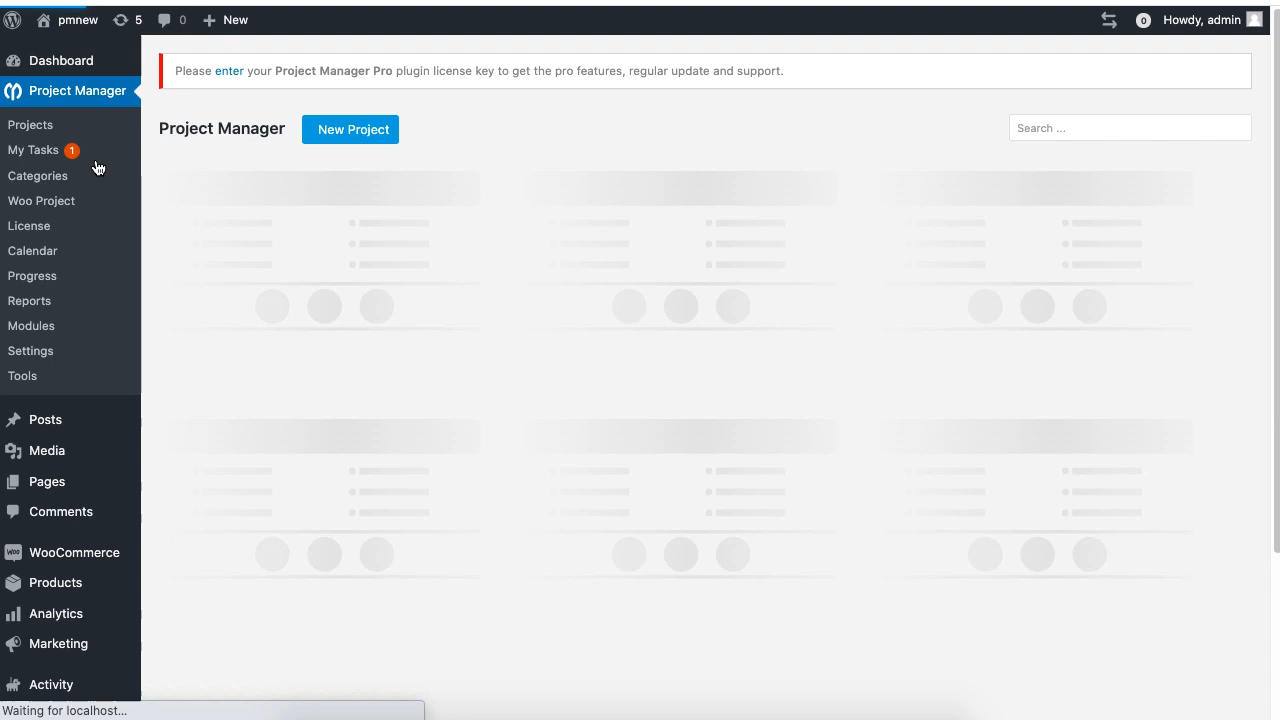 pmnew
5
0
New
0
Howdy, admin
Dashboard
Project Manager
Projects
My Tasks 1
Categories
Woo Project
License
Calendar
Progress
Reports
Modules
Settings
Tools
Posts
Media
Pages
Comments
WooCommerce
Products
Analytics
Marketing
Activity
Please enter your Project Manager Pro plugin license key to get the pro features, regular update and support.
Project Manager
New Project
Search ...
Waiting for localhost...